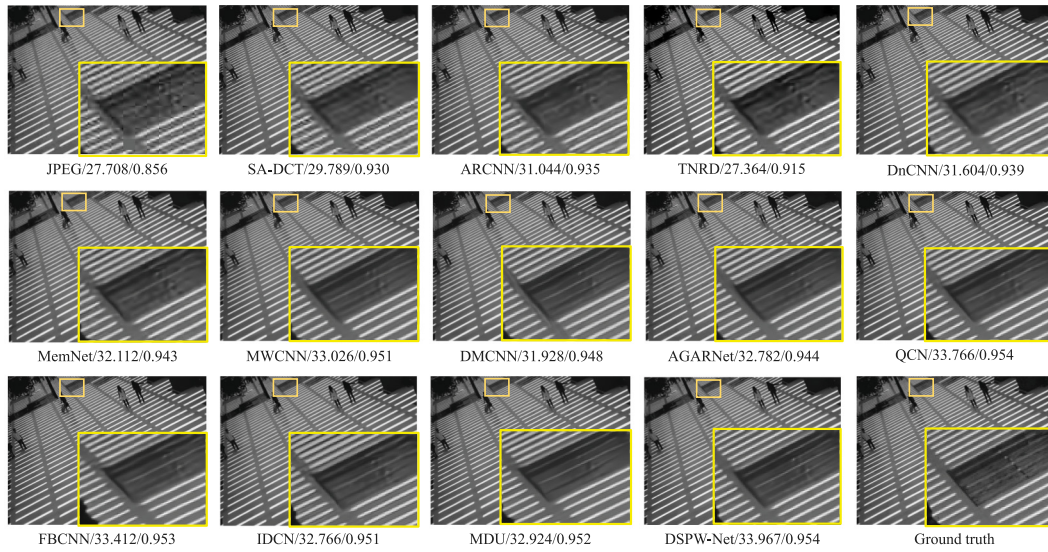 JPEG/27.708/0.856
SA-DCT/29.789/0.930
ARCNN/31.044/0.935
TNRD/27.364/0.915
DnCNN/31.604/0.939
MemNet/32.112/0.943
MWCNN/33.026/0.951
DMCNN/31.928/0.948
AGARNet/32.782/0.944
QCN/33.766/0.954
FBCNN/33.412/0.953
IDCN/32.766/0.951
MDU/32.924/0.952
DSPW-Net/33.967/0.954
Ground truth